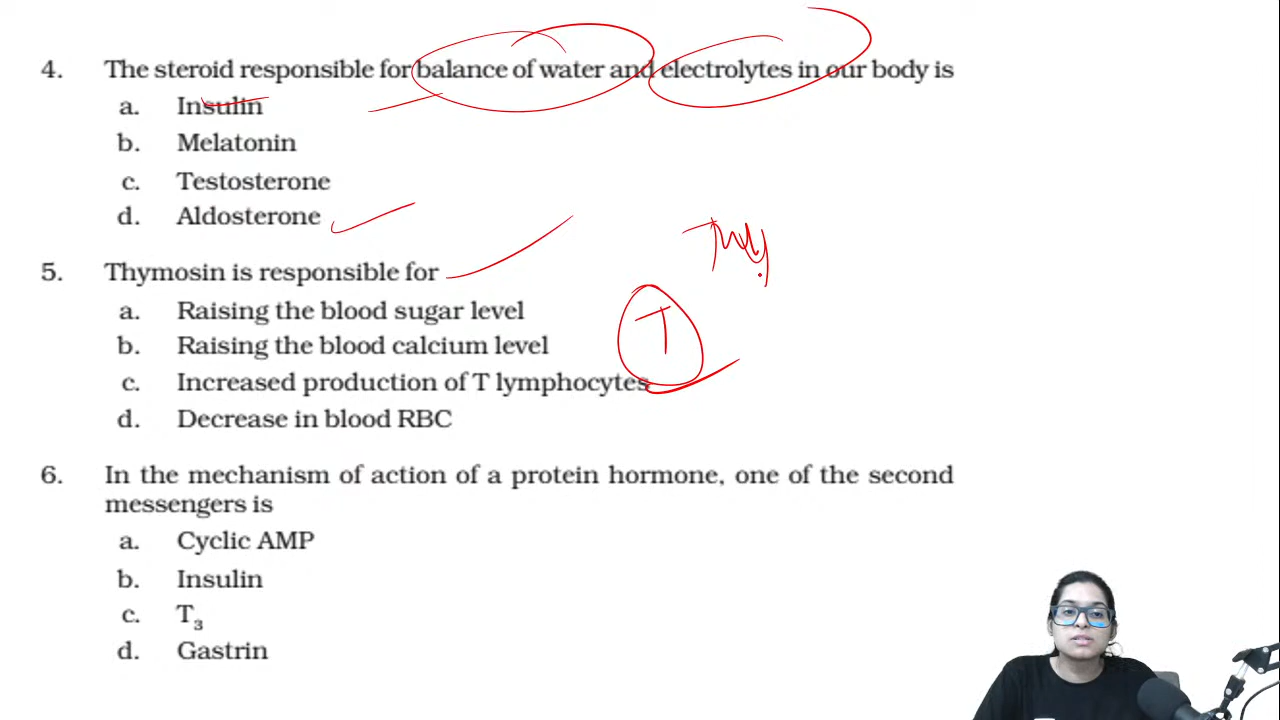 4. The steroid responsible for balance of water and electrolytes in our body is
a. Insulin
b. Melatonin
c. Testosterone
d. Aldosterone
5. Thymosin is responsible for
a. Raising the blood sugar level
b. Raising the blood calcium level
T
c. Increased production of T lymphocytes
d. Decrease in blood RBC
6. In the mechanism of action of a protein hormone, one of the second
messengers is
a. Cyclic AMP
b. Insulin
c. T₃
d. Gastrin